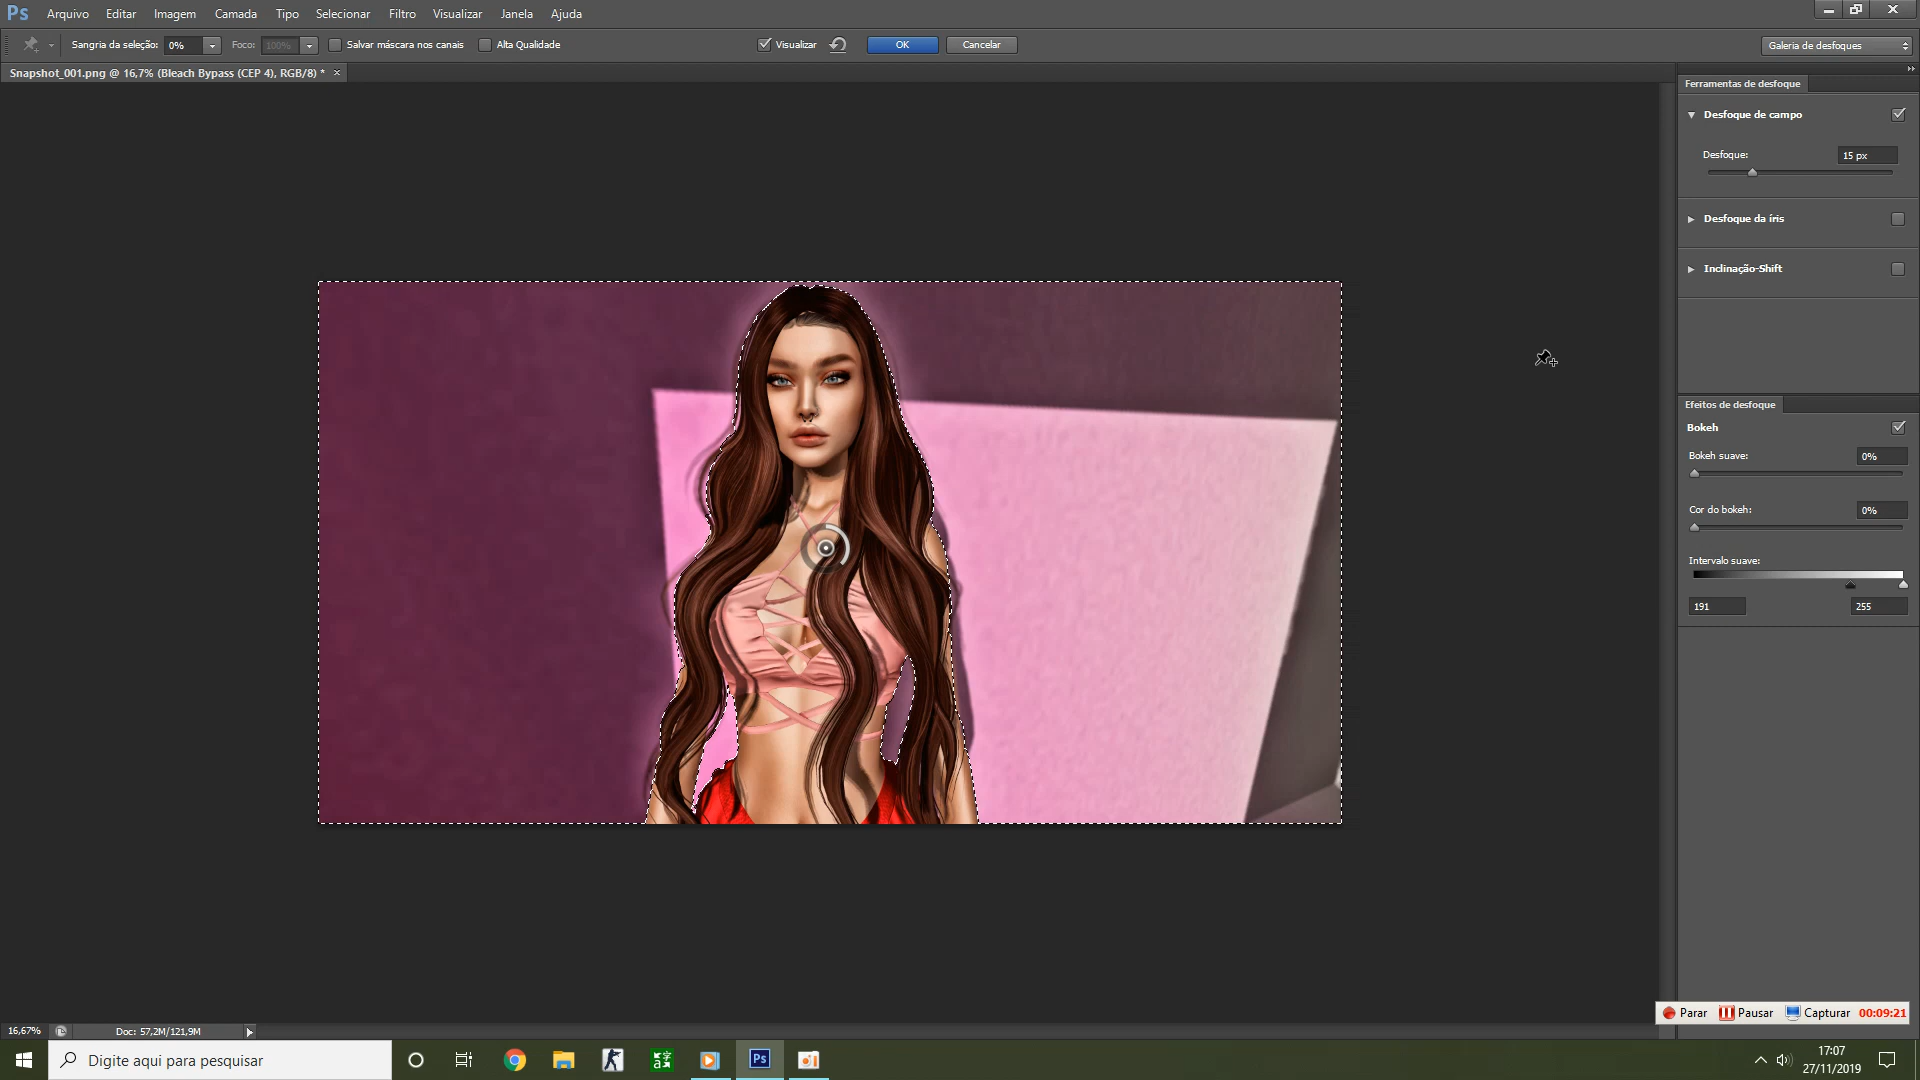 Ps Arquivo Editar Imagem Camada Tipo Selecionar Filtro Visualizar Janela Ajuda
Sangria da seleção: 0% Foco: 100% Salvar máscara nos canais Alta Qualidade Visualizar OK Cancelar Galeria de desfoques
Snapshot_001.png @ 16,7% (Bleach Bypass (CEP 4), RGB/8) * ×
Ferramentas de desfoque
Desfoque de campo
Desfoque: 15 px
Desfoque da íris
Inclinação-Shift
Efeitos de desfoque
Bokeh
Bokeh suave: 0%
Cor do bokeh: 0%
Intervalo suave:
191 255
Parar Pausar Capturar 00:09:21
16,67% Doc: 57,2M/121,9M
Digite aqui para pesquisar
Ps
17:07
27/11/2019